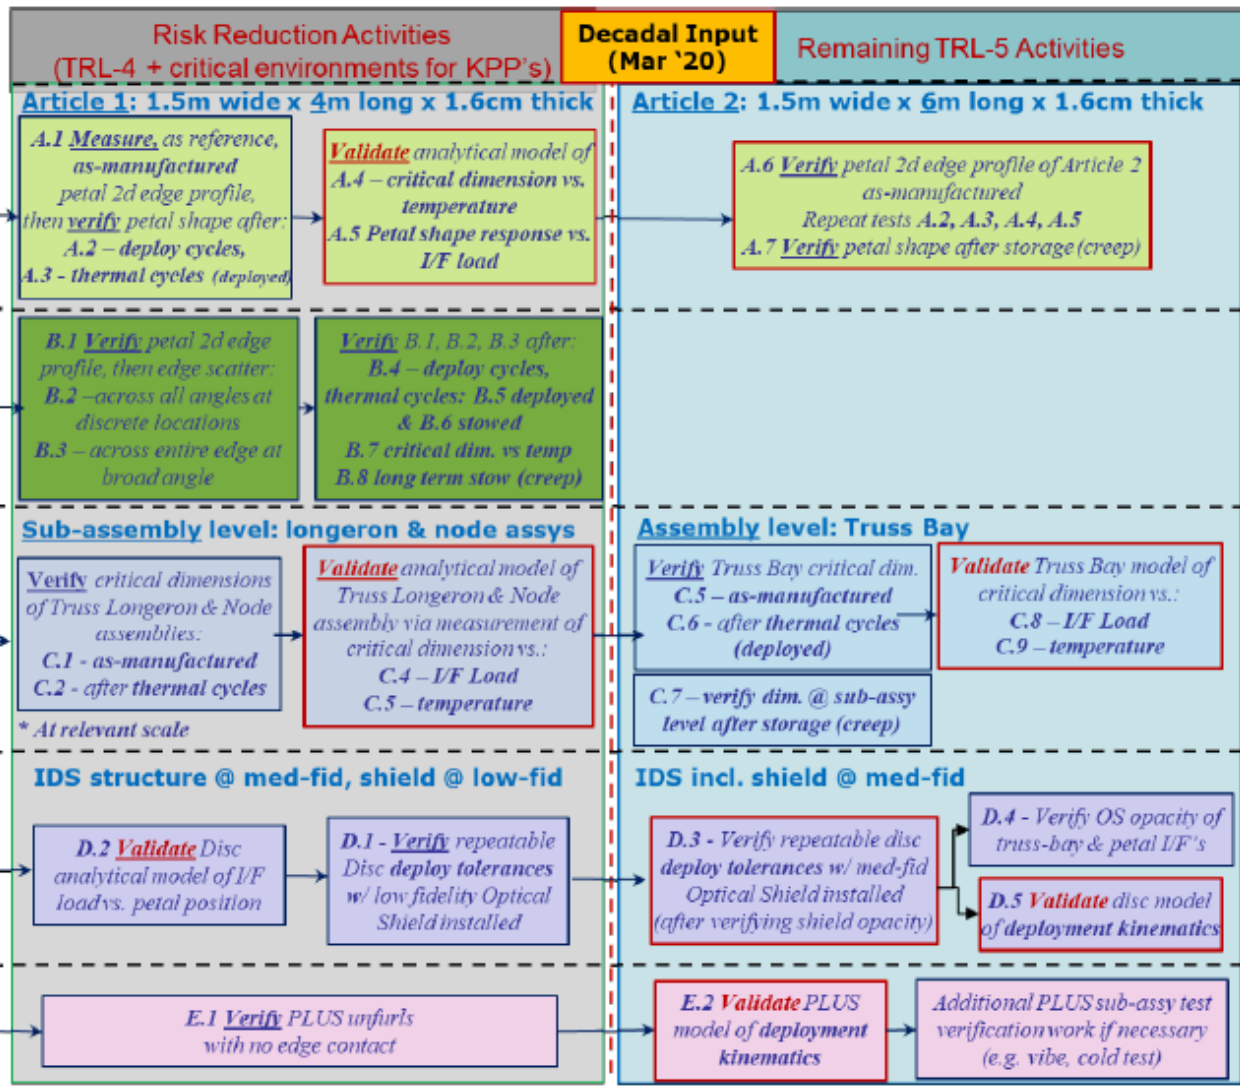 Risk Reduction Activities
(TRL-4 + critical environments for KPP's)
Decadal Input
(Mar ‘20)
Remaining TRL-5 Activities
Article 1: 1.5m wide x 4m long x 1.6cm thick
Article 2: 1.5m wide x 6m long x 1.6cm thick
A.1 Measure, as reference,
as-manufactured
petal 2d edge profile,
then verify petal shape after:
A.2 – deploy cycles,
A.3 - thermal cycles (deployed)
Validate analytical model of
A.4 – critical dimension vs.
temperature
A.5 Petal shape response vs.
I/F load
A.6 Verify petal 2d edge profile of Article 2
as-manufactured
Repeat tests A.2, A.3, A.4, A.5
A.7 Verify petal shape after storage (creep)
B.1 Verify petal 2d edge
profile, then edge scatter:
B.2 –across all angles at
discrete locations
B.3 – across entire edge at
broad angle
Verify B.1, B.2, B.3 after:
B.4 – deploy cycles,
thermal cycles: B.5 deployed
& B.6 stowed
B.7 critical dim. vs temp
B.8 long term stow (creep)
Sub-assembly level: longeron & node assys
Assembly level: Truss Bay
Verify critical dimensions
of Truss Longeron & Node
assemblies:
C.1 - as-manufactured
C.2 - after thermal cycles
* At relevant scale
Validate analytical model of
Truss Longeron & Node
assembly via measurement of
critical dimension vs.:
C.4 – I/F Load
C.5 – temperature
Verify Truss Bay critical dim.
C.5 – as-manufactured
C.6 - after thermal cycles
(deployed)
C.7 – verify dim. @ sub-assy
level after storage (creep)
Validate Truss Bay model of
critical dimension vs.:
C.8 – I/F Load
C.9 – temperature
IDS structure @ med-fid, shield @ low-fid
IDS incl. shield @ med-fid
D.2 Validate Disc
analytical model of I/F
load vs. petal position
D.1 - Verify repeatable
Disc deploy tolerances
w/ low fidelity Optical
Shield installed
D.3 - Verify repeatable disc
deploy tolerances w/ med-fid
Optical Shield installed
(after verifying shield opacity)
D.4 - Verify OS opacity of
truss-bay & petal I/F's
D.5 Validate disc model
of deployment kinematics
E.1 Verify PLUS unfurls
with no edge contact
E.2 Validate PLUS
model of deployment
kinematics
Additional PLUS sub-assy test
verification work if necessary
(e.g. vibe, cold test)